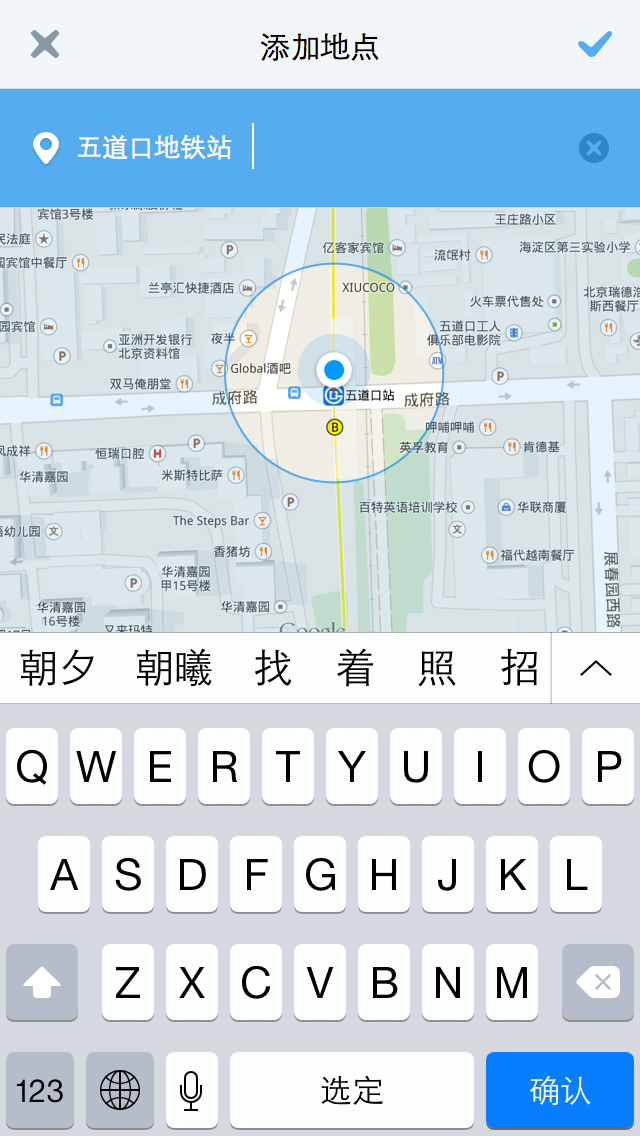 添加地点
五道口地铁站
宾馆3号楼
王庄路小区
民法庭
P
亿客家宾馆
流氓村
海淀区第三实验小学
宾馆中餐厅
兰亭汇快捷酒店
XIUCOCO
火车票代售处
北京瑞德浩
斯西餐厅
园宾馆
P
亚洲开发银行
北京资料馆
夜半
五道口工人
俱乐部电影院
Global酒吧
ATM
双马俺朋堂
P
成府路
五道口站
成府路
B
呷哺呷哺
风成祥
恒瑞口腔
H
P
英孚教育
肯德基
华清嘉园
米斯特比萨
P
百特英语培训学校
华联商厦
The Steps Bar
幼儿园
文
文
香猪坊
福代越南餐厅
展春园西路
P
华清嘉园
甲15号楼
华清嘉园
16号楼
华清嘉园
又来玛特
Google
朝夕 朝曦 找 着 照 招
Q W E R T Y U I O P
A S D F G H J K L
Z X C V B N M
123 选定 确认